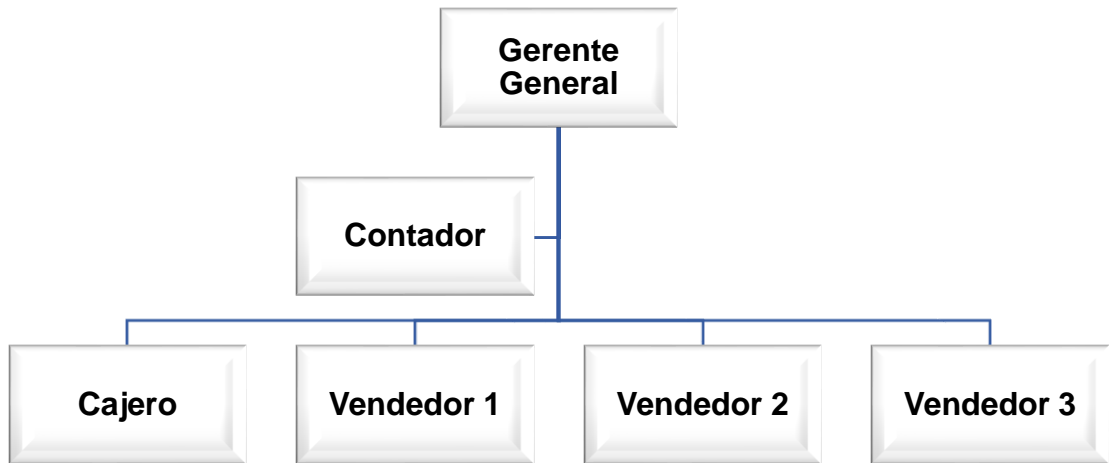 Gerente
General
Contador
Cajero
Vendedor 1
Vendedor 2
Vendedor 3